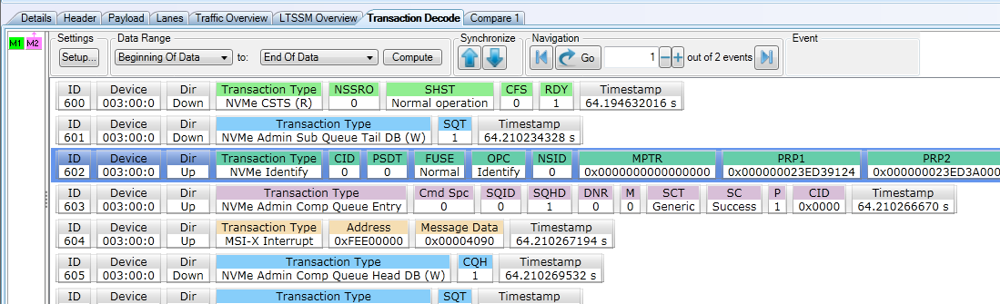 Details Header Payload Lanes Traffic Overview LTSSM Overview Transaction Decode Compare 1
M1 M2 Settings Data Range Synchronize Navigation Event
Setup... Beginning Of Data to: End Of Data Compute Go 1 out of 2 events
ID Device Dir Transaction Type NSSRO SHST CFS RDY Timestamp
600 003:00:0 Down NVMe CSTS (R) 0 Normal operation 0 1 64.194632016 s
ID Device Dir Transaction Type SQT Timestamp
601 003:00:0 Down NVMe Admin Sub Queue Tail DB (W) 1 64.210234328 s
ID Device Dir Transaction Type CID PSDT FUSE OPC NSID MPTR PRP1 PRP2
602 003:00:0 Up NVMe Identify 0 0 Normal Identify 0 0x0000000000000000 0x000000023ED39124 0x000000023ED3A000
ID Device Dir Transaction Type Cmd Spc SQID SQHD DNR M SCT SC P CID Timestamp
603 003:00:0 Up NVMe Admin Comp Queue Entry 0 0 1 0 0 Generic Success 1 0x0000 64.210266670 s
ID Device Dir Transaction Type Address Message Data Timestamp
604 003:00:0 Up MSI-X Interrupt 0xFEE00000 0x00004090 64.210267194 s
ID Device Dir Transaction Type CQH Timestamp
605 003:00:0 Down NVMe Admin Comp Queue Head DB (W) 1 64.210269532 s
ID Device Dir Transaction Type SQT Timestamp